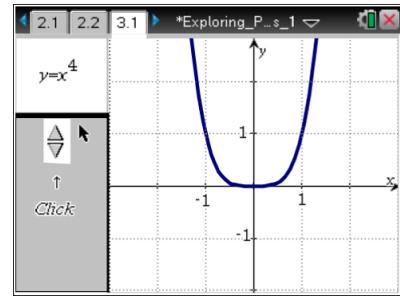 2.1 2.2 3.1 *Exploring_P…s_1
y=x⁴
↑
Click
y
x
1
-1
1
-1